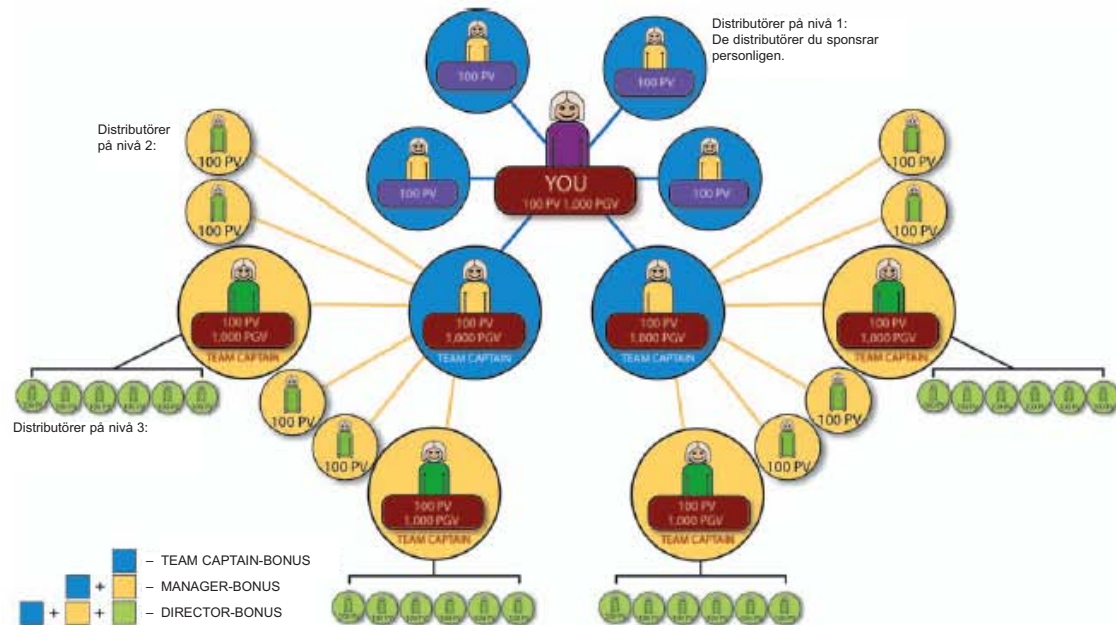 Distributörer på nivå 1:
De distributörer du sponsrar
personligen.
100 PV
100 PV
Distributörer
på nivå 2:
100 PV
100 PV
100 PV
100 PV
YOU
100 PV 1,000 PGV
100 PV
100 PV
100 PV
1,000 PGV
TEAM CAPTAIN
100 PV
1,000 PGV
TEAM CAPTAIN
100 PV
1,000 PGV
TEAM CAPTAIN
100 PV
1,000 PGV
TEAM CAPTAIN
Distributörer på nivå 3:
100 PV
100 PV
100 PV
100 PV
100 PV
1,000 PGV
TEAM CAPTAIN
100 PV
1,000 PGV
TEAM CAPTAIN
– TEAM CAPTAIN-BONUS
+ – MANAGER-BONUS
+ + – DIRECTOR-BONUS